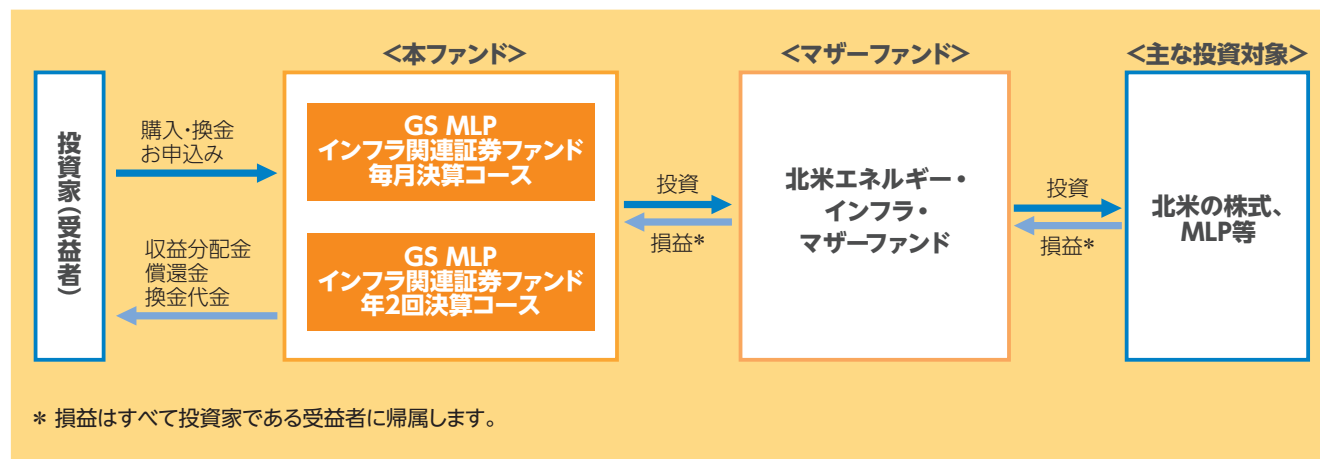 <本ファンド>
<マザーファンド>
<主な投資対象>
投資家(受益者)
購入・換金
お申込み
収益分配金
償還金
換金代金
GS MLP
インフラ関連証券ファンド
毎月決算コース
GS MLP
インフラ関連証券ファンド
年2回決算コース
投資
損益*
北米エネルギー・
インフラ・
マザーファンド
投資
損益*
北米の株式、
MLP等
* 損益はすべて投資家である受益者に帰属します。